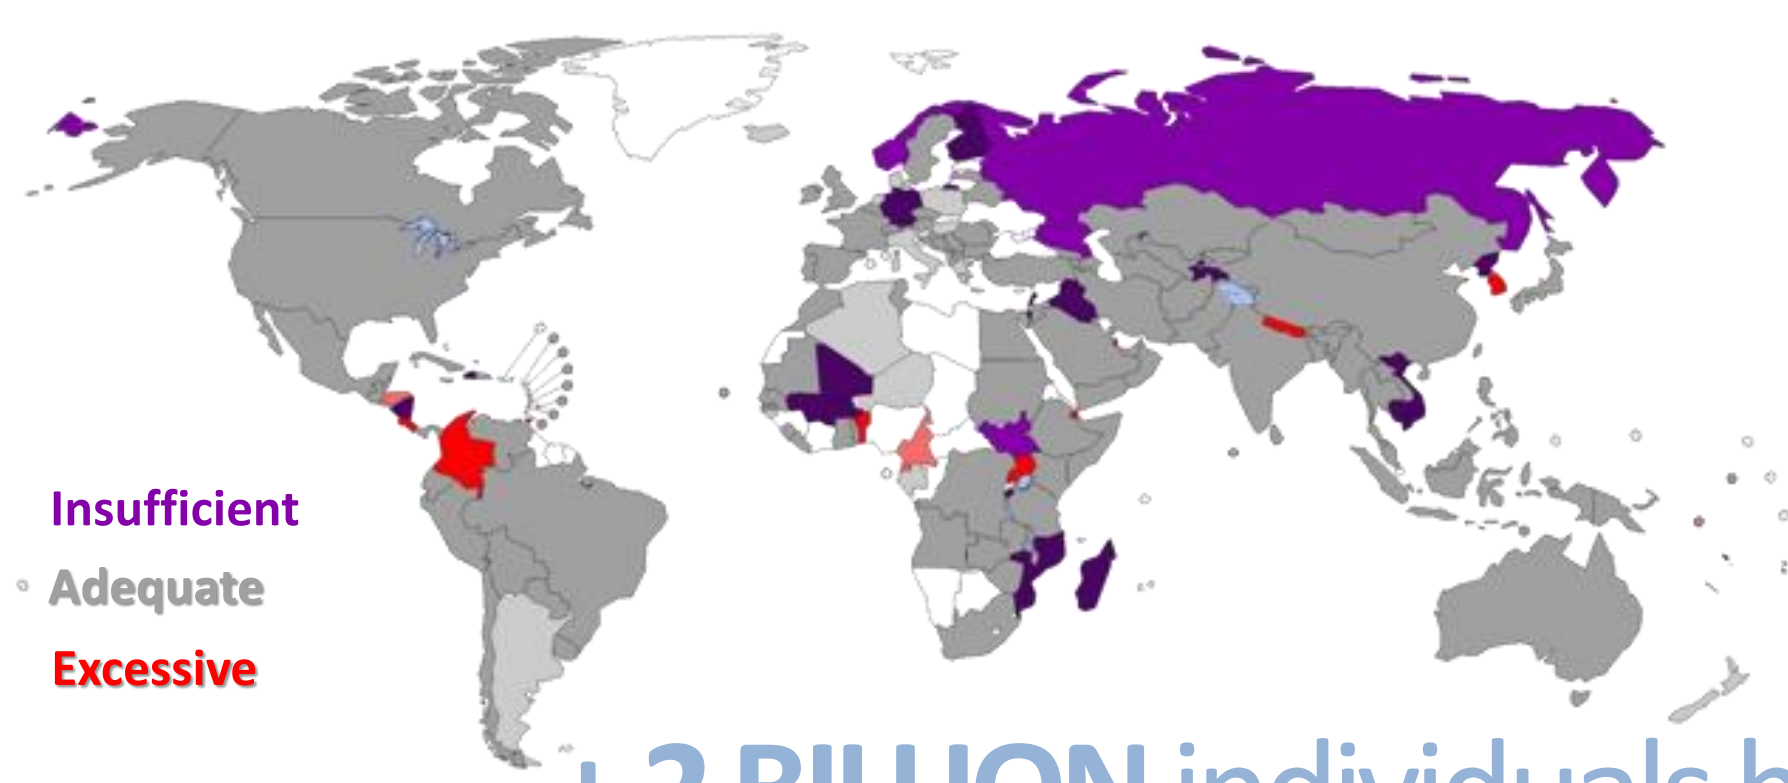 Insufficient
Adequate
Excessive
2 BILLION individuals